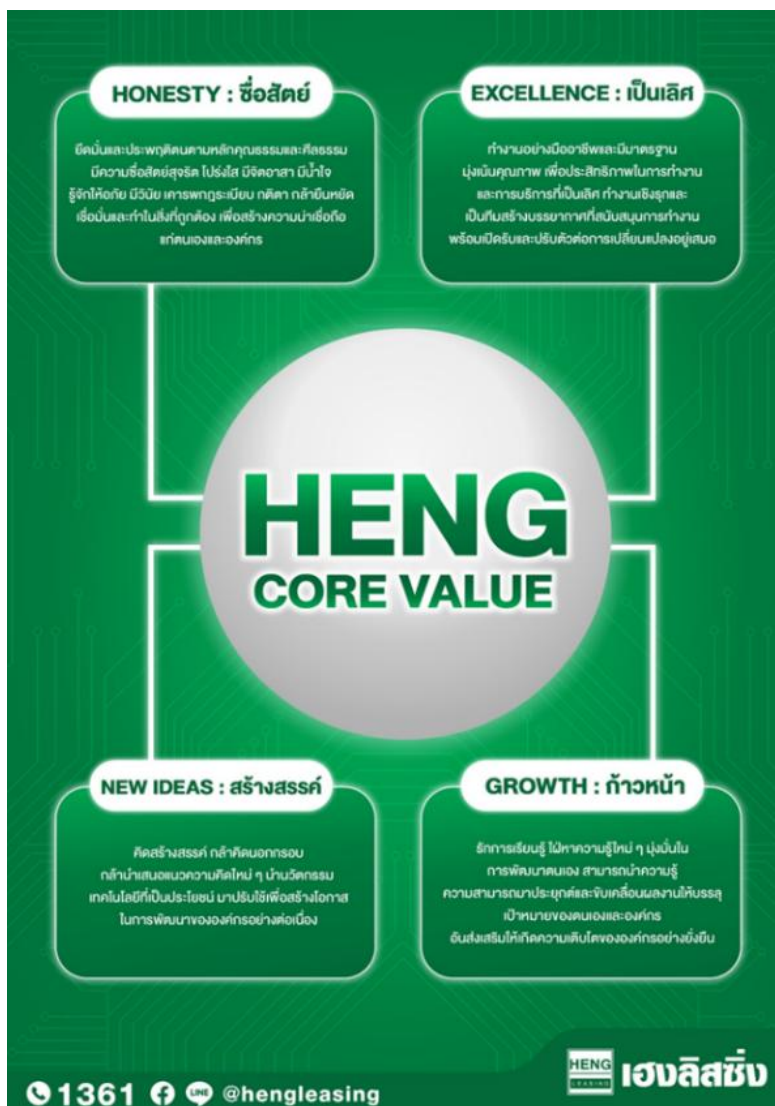 HONESTY : ซื่อสัตย์
ยึดมั่นและประพฤติตนตามหลักคุณธรรมและศีลธรรม
มีความซื่อสัตย์สุจริต โปร่งใส มีจิตอาสา มีน้ำใจ
รู้จักให้อภัย มีวินัย เคารพกฎระเบียบ กติกา กล้ายืนหยัด
เชื่อมั่นและทำในสิ่งที่ถูกต้อง เพื่อสร้างความน่าเชื่อถือ
แก่ตนเองและองค์กร
EXCELLENCE : เป็นเลิศ
ทำงานอย่างมืออาชีพและมีมาตรฐาน
มุ่งเน้นคุณภาพ เพื่อประสิทธิภาพในการทำงาน
และการบริการที่เป็นเลิศ ทำงานเชิงรุกและ
เป็นทีมสร้างบรรยากาศที่สนับสนุนการทำงาน
พร้อมเปิดรับและปรับตัวต่อการเปลี่ยนแปลงอยู่เสมอ
HENG
CORE VALUE
NEW IDEAS : สร้างสรรค์
คิดสร้างสรรค์ กล้าคิดนอกกรอบ
กล้านำเสนอแนวความคิดใหม่ ๆ นำนวัตกรรม
เทคโนโลยีที่เป็นประโยชน์ มาปรับใช้เพื่อสร้างโอกาส
ในการพัฒนาขององค์กรอย่างต่อเนื่อง
GROWTH : ก้าวหน้า
รักการเรียนรู้ ใฝ่หาความรู้ใหม่ ๆ มุ่งมั่นใน
การพัฒนาตนเอง สามารถนำความรู้
ความสามารถมาประยุกต์และขับเคลื่อนผลงานให้บรรลุ
เป้าหมายของตนเองและองค์กร
อันส่งเสริมให้เกิดความเติบโตขององค์กรอย่างยั่งยืน
HENG
LEASING
เฮงลิสซิ่ง
1361 LINE @hengleasing